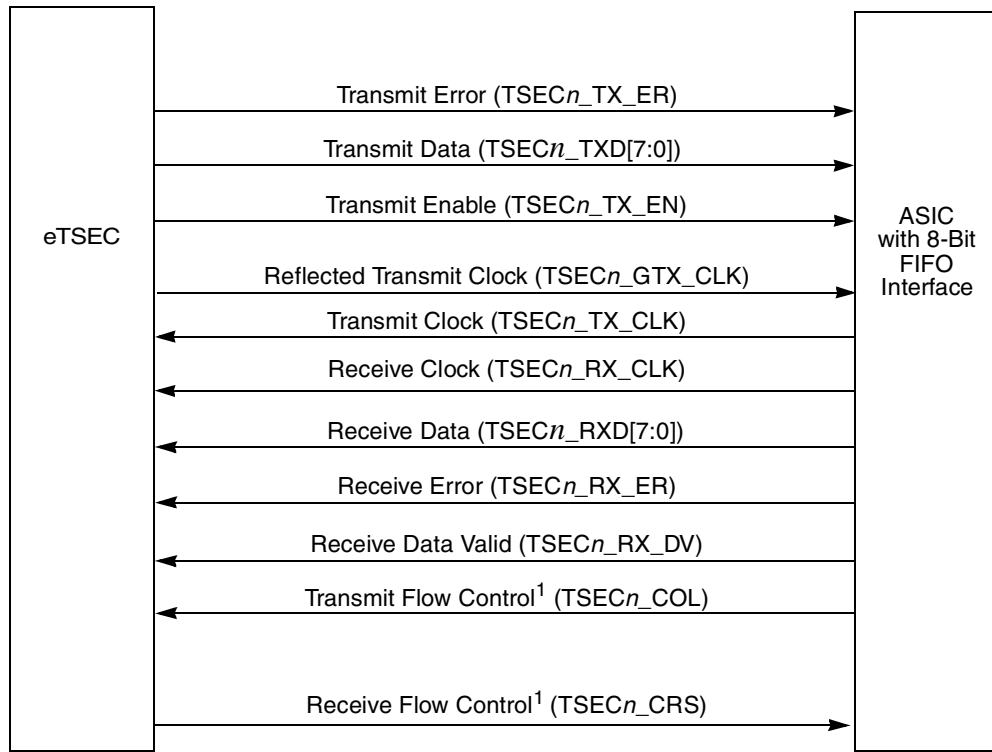 Transmit Error (TSECn_TX_ER)
Transmit Data (TSECn_TXD[7:0])
Transmit Enable (TSECn_TX_EN)
eTSEC
ASIC
with 8-Bit
FIFO
Interface
Reflected Transmit Clock (TSECn_GTX_CLK)
Transmit Clock (TSECn_TX_CLK)
Receive Clock (TSECn_RX_CLK)
Receive Data (TSECn_RXD[7:0])
Receive Error (TSECn_RX_ER)
Receive Data Valid (TSECn_RX_DV)
Transmit Flow Control¹ (TSECn_COL)
Receive Flow Control¹ (TSECn_CRS)